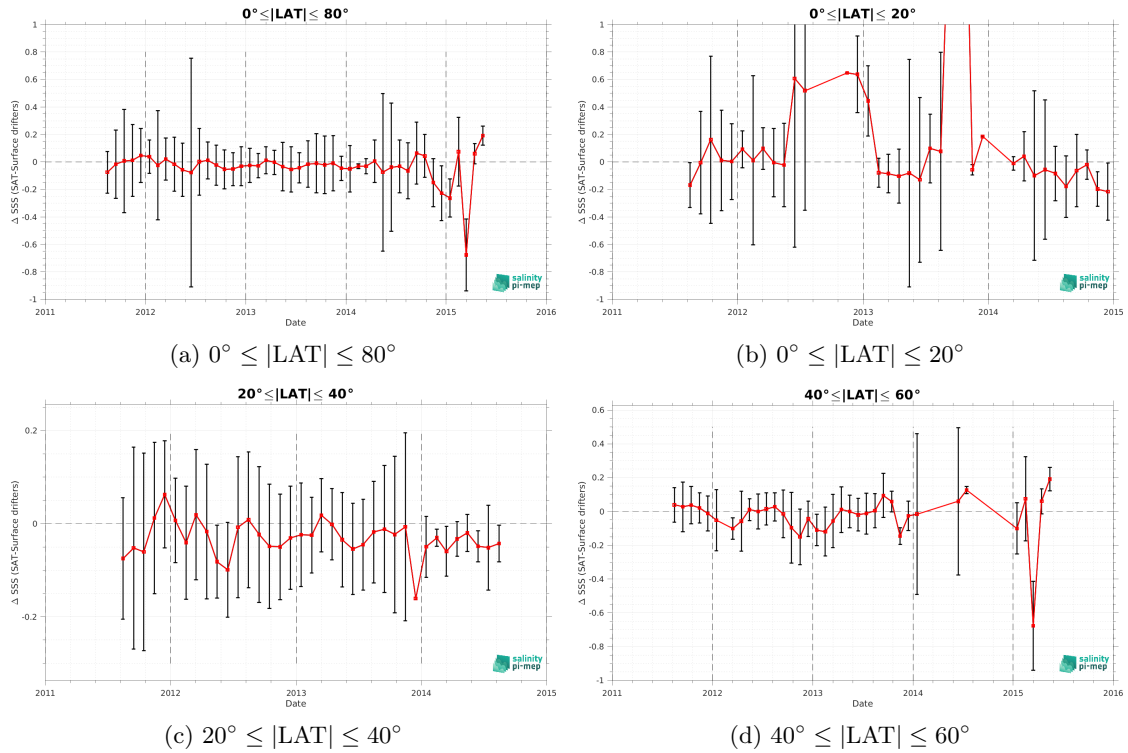 0°≤|LAT|≤ 80°
1
0.8
0.6
0.4
0.2
0
-0.2
-0.4
-0.6
-0.8
-1
Δ SSS (SAT-Surface drifters)
2011 2012 2013 2014 2015 2016
Date
salinity
pi-mep
(a) 0° ≤ |LAT| ≤ 80°
0°≤|LAT|≤ 20°
1
0.8
0.6
0.4
0.2
0
-0.2
-0.4
-0.6
-0.8
-1
Δ SSS (SAT-Surface drifters)
2011 2012 2013 2014 2015
Date
salinity
pi-mep
(b) 0° ≤ |LAT| ≤ 20°
20°≤|LAT|≤ 40°
0.2
0
-0.2
Δ SSS (SAT-Surface drifters)
2011 2012 2013 2014 2015
Date
salinity
pi-mep
(c) 20° ≤ |LAT| ≤ 40°
40°≤|LAT|≤ 60°
0.6
0.4
0.2
0
-0.2
-0.4
-0.6
-0.8
-1
Δ SSS (SAT-Surface drifters)
2011 2012 2013 2014 2015 2016
Date
salinity
pi-mep
(d) 40° ≤ |LAT| ≤ 60°